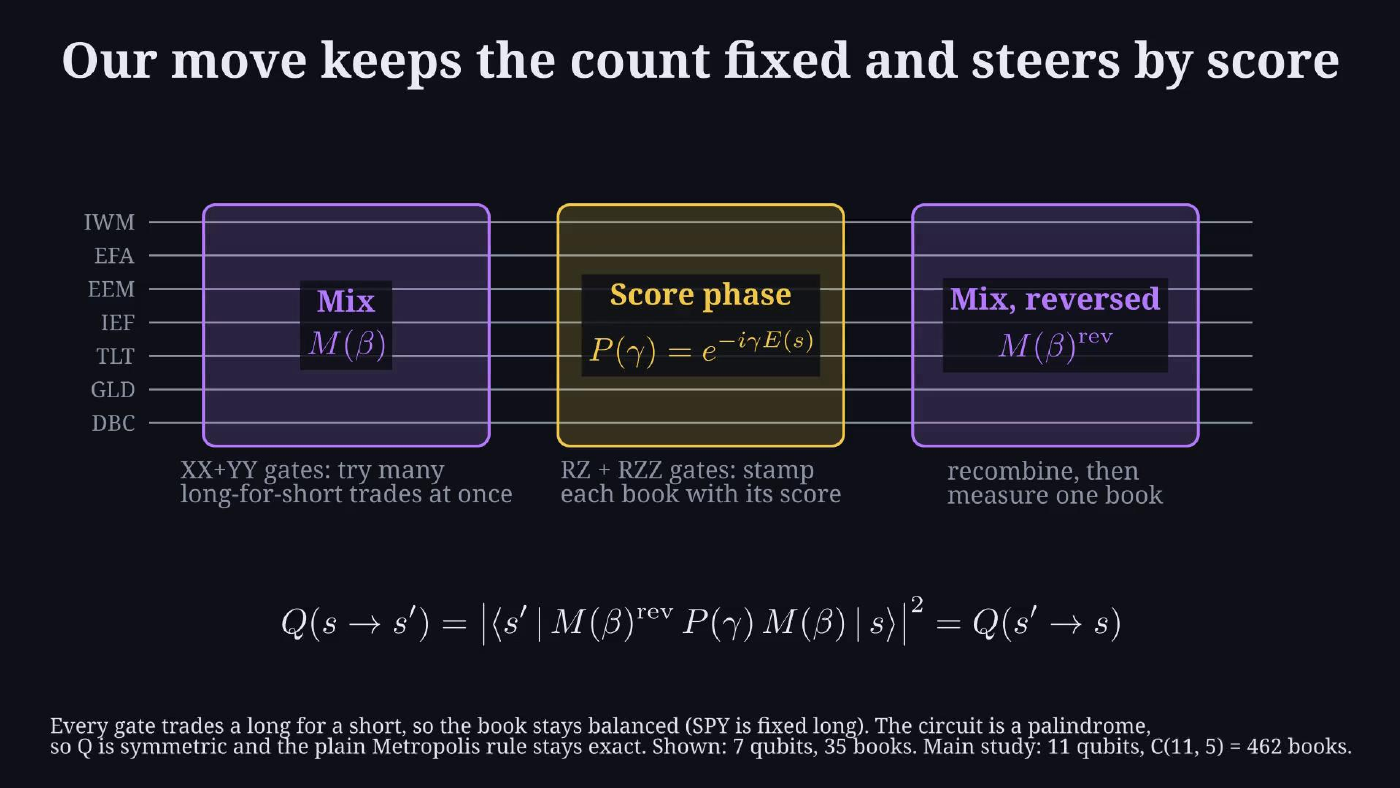 Our move keeps the count fixed and steers by score
IWM
EFA
EEM
IEF
TLT
GLD
DBC
Mix
M(β)
Score phase
P(γ) = e^{−iγE(s)}
Mix, reversed
M(β)^{rev}
XX+YY gates: try many
long-for-short trades at once
RZ + RZZ gates: stamp
each book with its score
recombine, then
measure one book
Q(s → s′) = |⟨s′ | M(β)^{rev} P(γ) M(β) | s⟩|² = Q(s′ → s)
Every gate trades a long for a short, so the book stays balanced (SPY is fixed long). The circuit is a palindrome,
so Q is symmetric and the plain Metropolis rule stays exact. Shown: 7 qubits, 35 books. Main study: 11 qubits, C(11, 5) = 462 books.